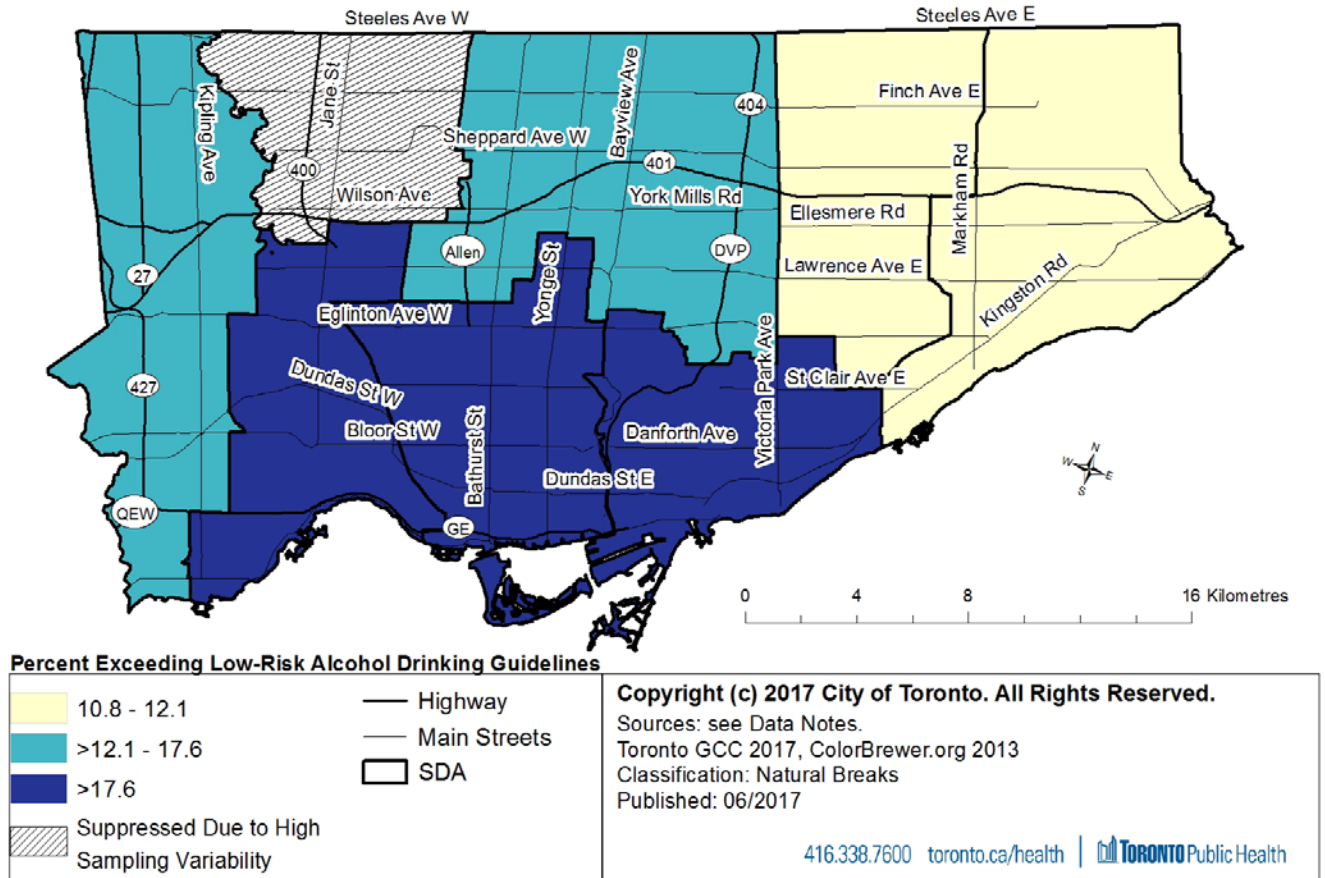 Steeles Ave W
Steeles Ave E
Kipling Ave
Jane St
Bayview Ave
404
Finch Ave E
Sheppard Ave W
Markham Rd
400
401
Wilson Ave
York Mills Rd
Ellesmere Rd
27
Allen
Yonge St
DVP
Lawrence Ave E
Kingston Rd
Eglinton Ave W
427
Dundas St W
Victoria Park Ave
St Clair Ave E
Bloor St W
Bathurst St
Danforth Ave
Dundas St E
QEW
GE
N
W
E
S
0 4 8 16 Kilometres
Percent Exceeding Low-Risk Alcohol Drinking Guidelines
10.8 - 12.1
>12.1 - 17.6
>17.6
Suppressed Due to High
Sampling Variability
Highway
Main Streets
SDA
Copyright (c) 2017 City of Toronto. All Rights Reserved.
Sources: see Data Notes.
Toronto GCC 2017, ColorBrewer.org 2013
Classification: Natural Breaks
Published: 06/2017
416.338.7600 toronto.ca/health | TORONTO Public Health